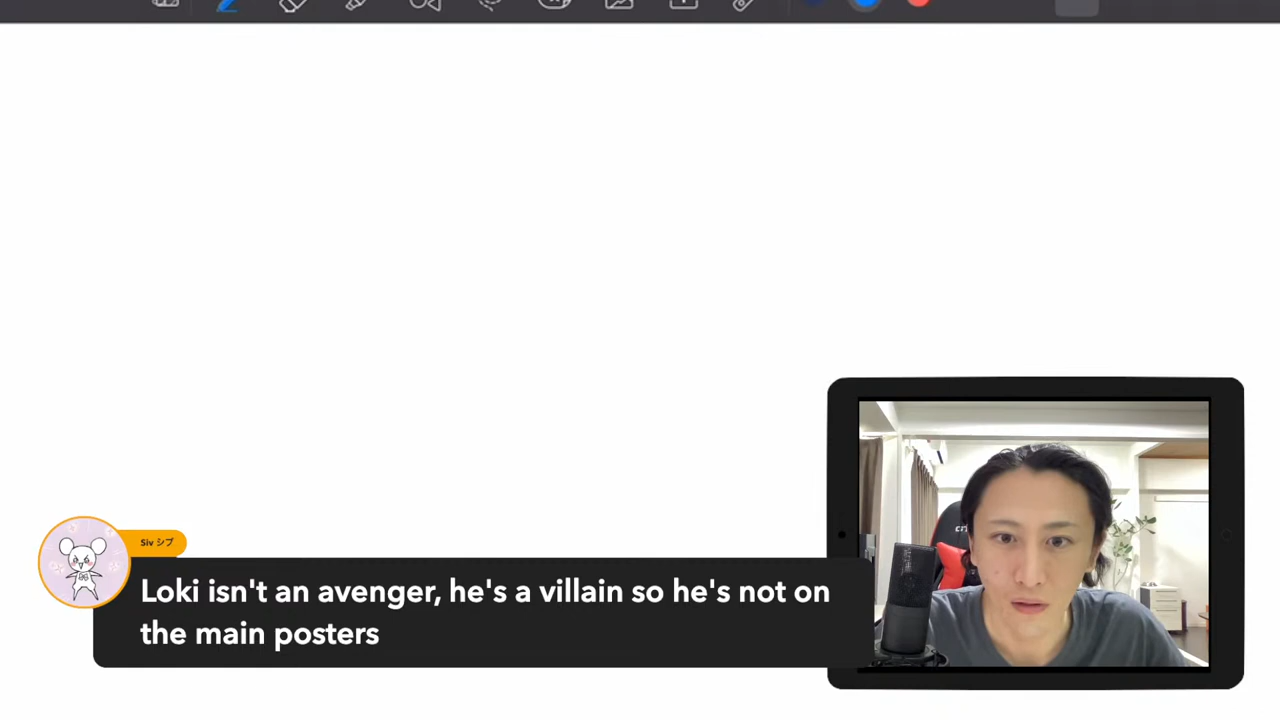 Siv シブ
Loki isn't an avenger, he's a villain so he's not on
the main posters